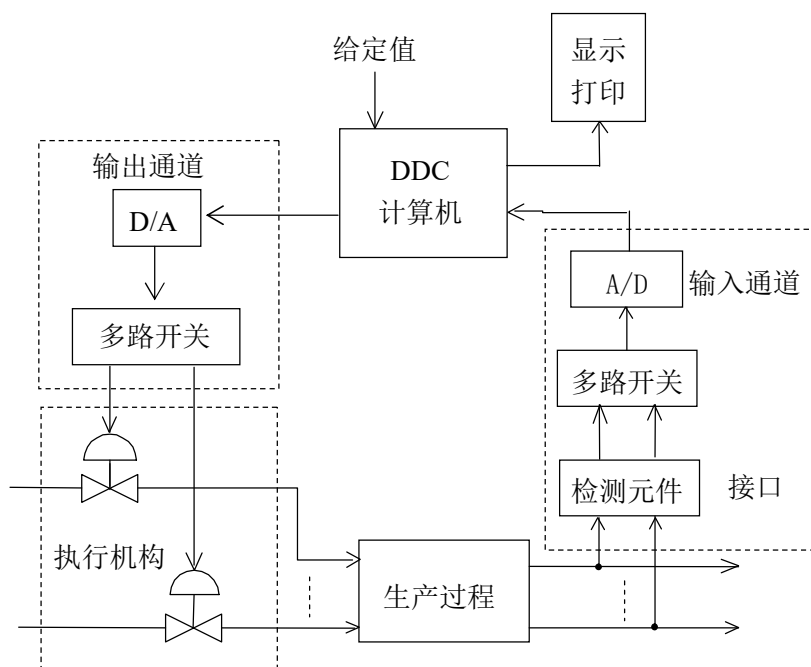 给定值
显示
打印
DDC
计算机
输出通道
D/A
多路开关
A/D
输入通道
多路开关
检测元件
接口
执行机构
生产过程